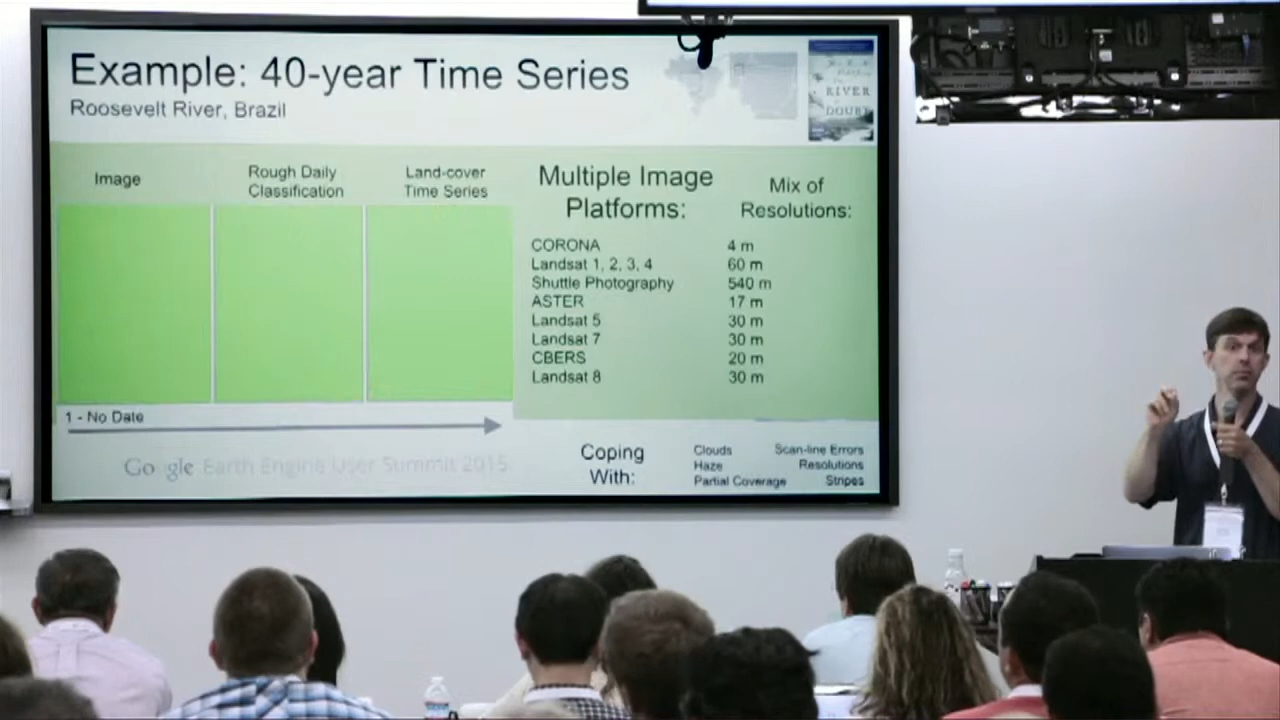 Example: 40-year Time Series
Roosevelt River, Brazil
RIVER
DOUBT
Image
Rough Daily
Classification
Land-cover
Time Series
Multiple Image
Platforms:
Mix of
Resolutions:
CORONA 4 m
Landsat 1, 2, 3, 4 60 m
Shuttle Photography 540 m
ASTER 17 m
Landsat 5 30 m
Landsat 7 30 m
CBERS 20 m
Landsat 8 30 m
1 - No Date
Google Earth Engine User Summit 2015
Coping
With:
Clouds
Haze
Partial Coverage
Scan-line Errors
Resolutions
Stripes